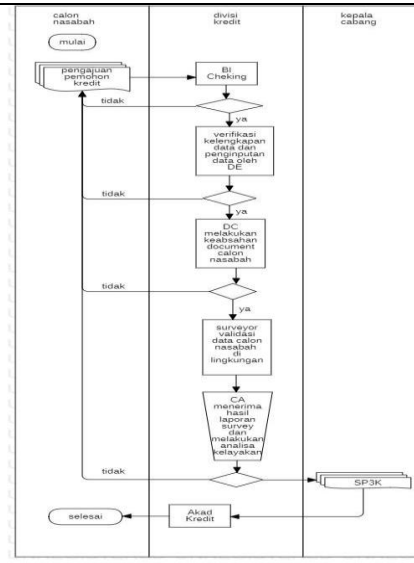 calon
nasabah
divisi
kredit
kepala
cabang
mulai
pengajuan
pemohon
kredit
BI
Cheking
tidak
ya
verifikasi
kelengkapan
data dan
penginputan
data oleh
DE
tidak
ya
DC
melakukan
keabsahan
document
calon
nasabah
tidak
ya
surveyor
validasi
data calon
nasabah
di
lingkungan
CA
menerima
hasil
laporan
survey
dan
melakukan
analisa
kelayakan
tidak
SP3K
selesai
Akad
Kredit